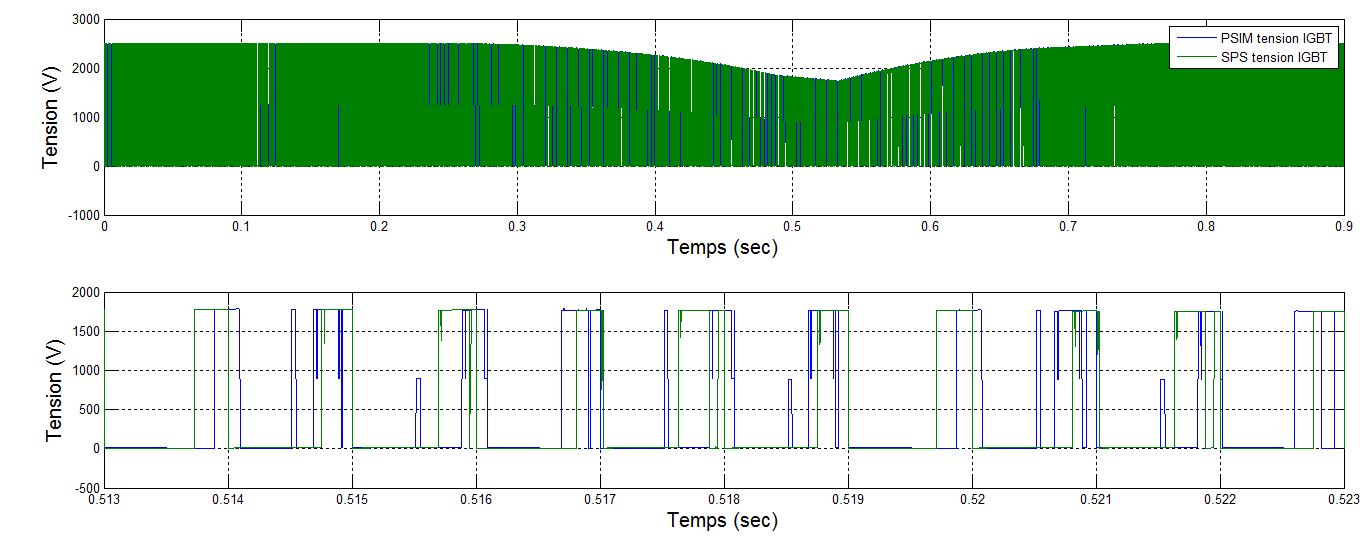 3000
2000
1000
0
-1000
Tension (V)
PSIM tension IGBT
SPS tension IGBT
0 0.1 0.2 0.3 0.4 0.5 0.6 0.7 0.8 0.9
Temps (sec)
2000
1500
1000
500
0
-500
Tension (V)
0.513 0.514 0.515 0.516 0.517 0.518 0.519 0.52 0.521 0.522 0.523
Temps (sec)